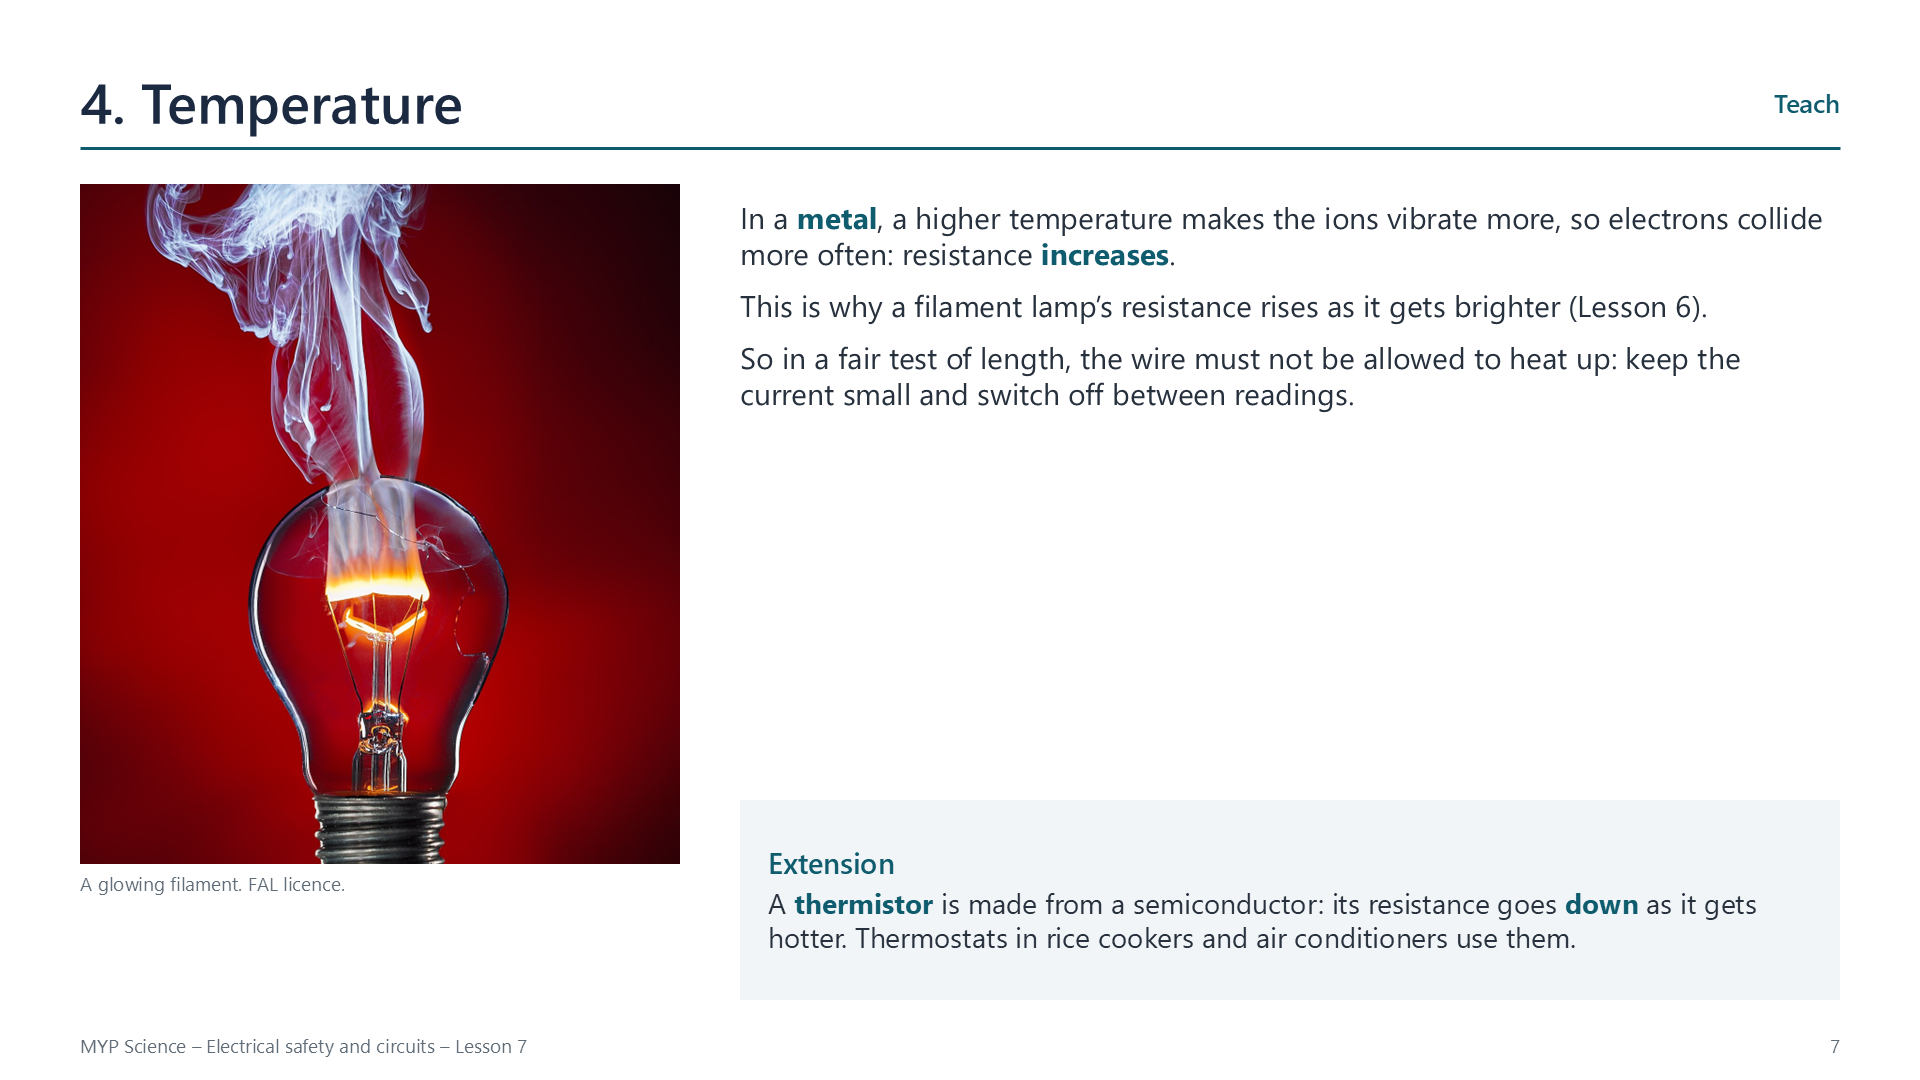 4. Temperature
Teach
In a metal, a higher temperature makes the ions vibrate more, so electrons collide
more often: resistance increases.
This is why a filament lamp’s resistance rises as it gets brighter (Lesson 6).
So in a fair test of length, the wire must not be allowed to heat up: keep the
current small and switch off between readings.
A glowing filament. FAL licence.
Extension
A thermistor is made from a semiconductor: its resistance goes down as it gets
hotter. Thermostats in rice cookers and air conditioners use them.
MYP Science – Electrical safety and circuits – Lesson 7
7